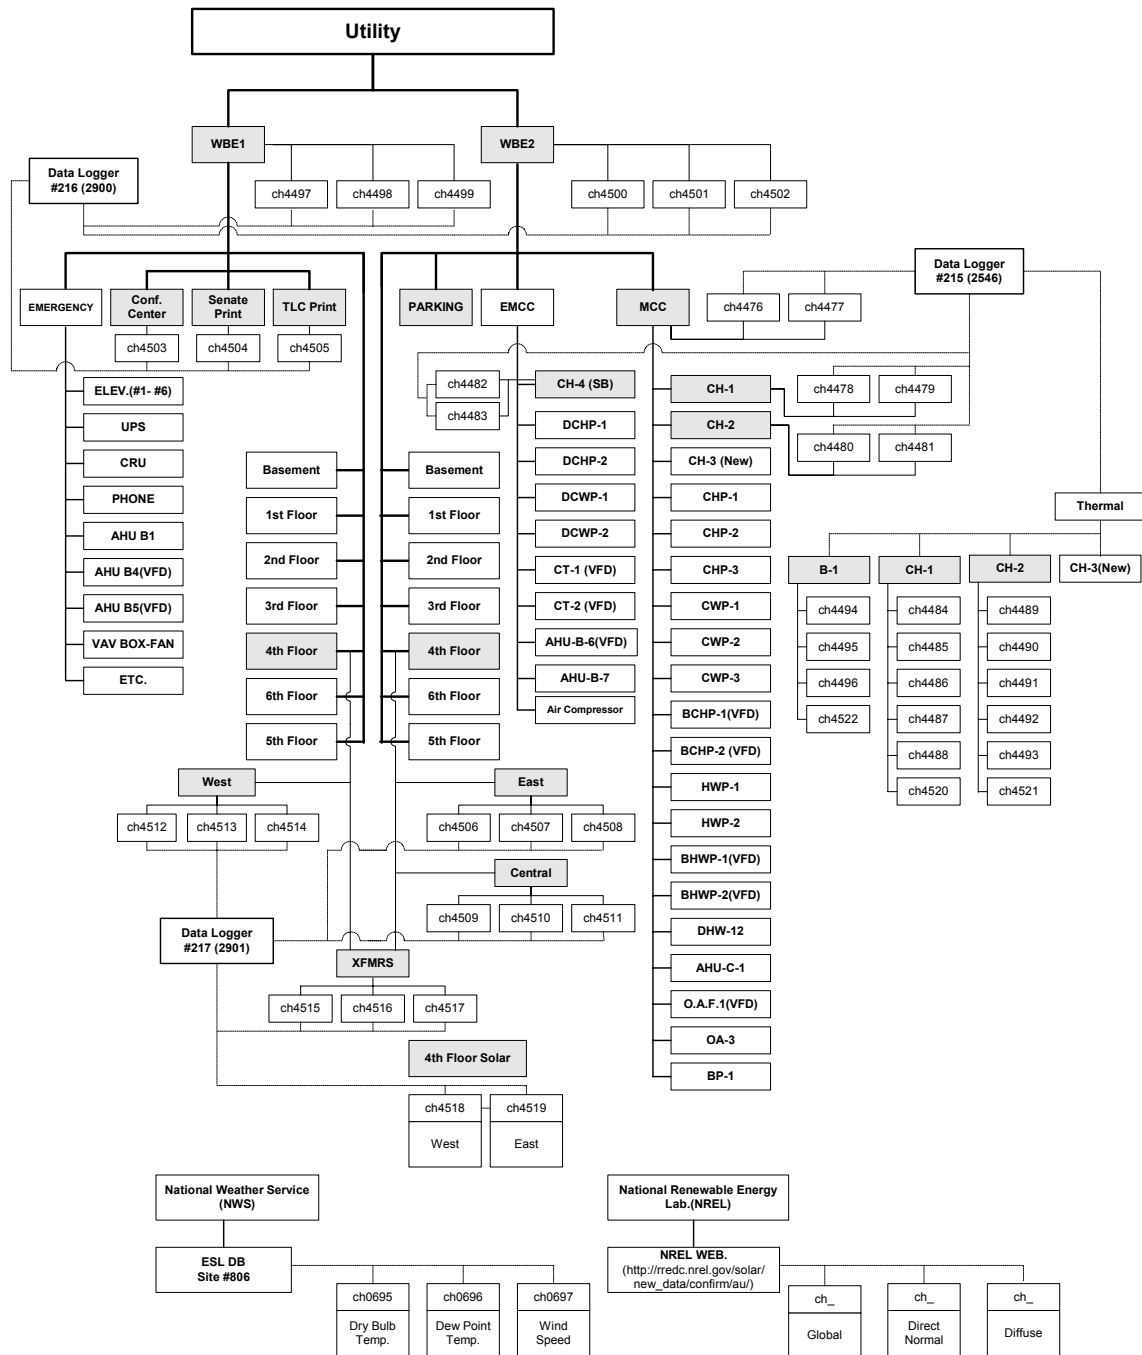 Utility
WBE1
WBE2
Data Logger
#216 (2900)
ch4497
ch4498
ch4499
ch4500
ch4501
ch4502
Data Logger
#215 (2546)
EMERGENCY
Conf.
Center
Senate
Print
TLC Print
PARKING
EMCC
MCC
ch4476
ch4477
ch4503
ch4504
ch4505
ELEV.(#1- #6)
UPS
CRU
PHONE
AHU B1
AHU B4(VFD)
AHU B5(VFD)
VAV BOX-FAN
ETC.
Basement
1st Floor
2nd Floor
3rd Floor
4th Floor
6th Floor
5th Floor
Basement
1st Floor
2nd Floor
3rd Floor
4th Floor
6th Floor
5th Floor
ch4482
ch4483
CH-4 (SB)
DCHP-1
DCHP-2
DCWP-1
DCWP-2
CT-1 (VFD)
CT-2 (VFD)
AHU-B-6(VFD)
AHU-B-7
Air Compressor
CH-1
CH-2
CH-3 (New)
CHP-1
CHP-2
CHP-3
CWP-1
CWP-2
CWP-3
BCHP-1(VFD)
BCHP-2 (VFD)
HWP-1
HWP-2
BHWP-1(VFD)
BHWP-2(VFD)
DHW-12
AHU-C-1
O.A.F.1(VFD)
OA-3
BP-1
ch4478
ch4479
ch4480
ch4481
Thermal
B-1
CH-1
CH-2
CH-3(New)
ch4494
ch4495
ch4496
ch4522
ch4484
ch4485
ch4486
ch4487
ch4488
ch4520
ch4489
ch4490
ch4491
ch4492
ch4493
ch4521
West
ch4512
ch4513
ch4514
East
ch4506
ch4507
ch4508
Central
ch4509
ch4510
ch4511
Data Logger
#217 (2901)
XFMRS
ch4515
ch4516
ch4517
4th Floor Solar
ch4518
West
ch4519
East
National Weather Service
(NWS)
ESL DB
Site #806
ch0695
Dry Bulb
Temp.
ch0696
Dew Point
Temp.
ch0697
Wind
Speed
National Renewable Energy
Lab.(NREL)
NREL WEB.
(http://rredc.nrel.gov/solar/
new_data/confirm/au/)
ch_
Global
ch_
Direct
Normal
ch_
Diffuse